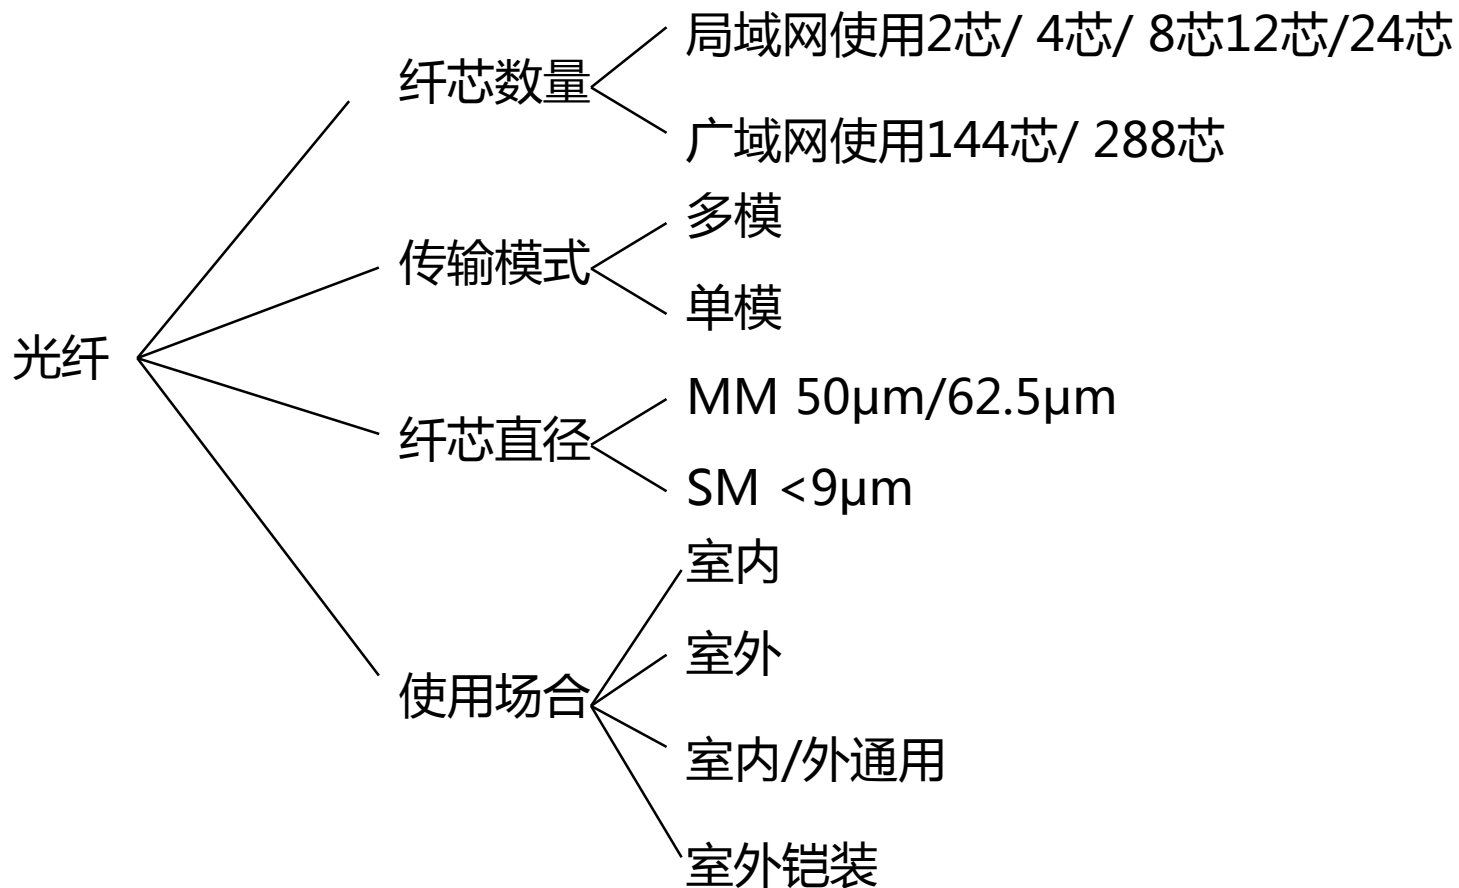 光纤
纤芯数量
局域网使用2芯/ 4芯/ 8芯12芯/24芯
广域网使用144芯/ 288芯
传输模式
多模
单模
纤芯直径
MM 50μm/62.5μm
SM <9μm
使用场合
室内
室外
室内/外通用
室外铠装